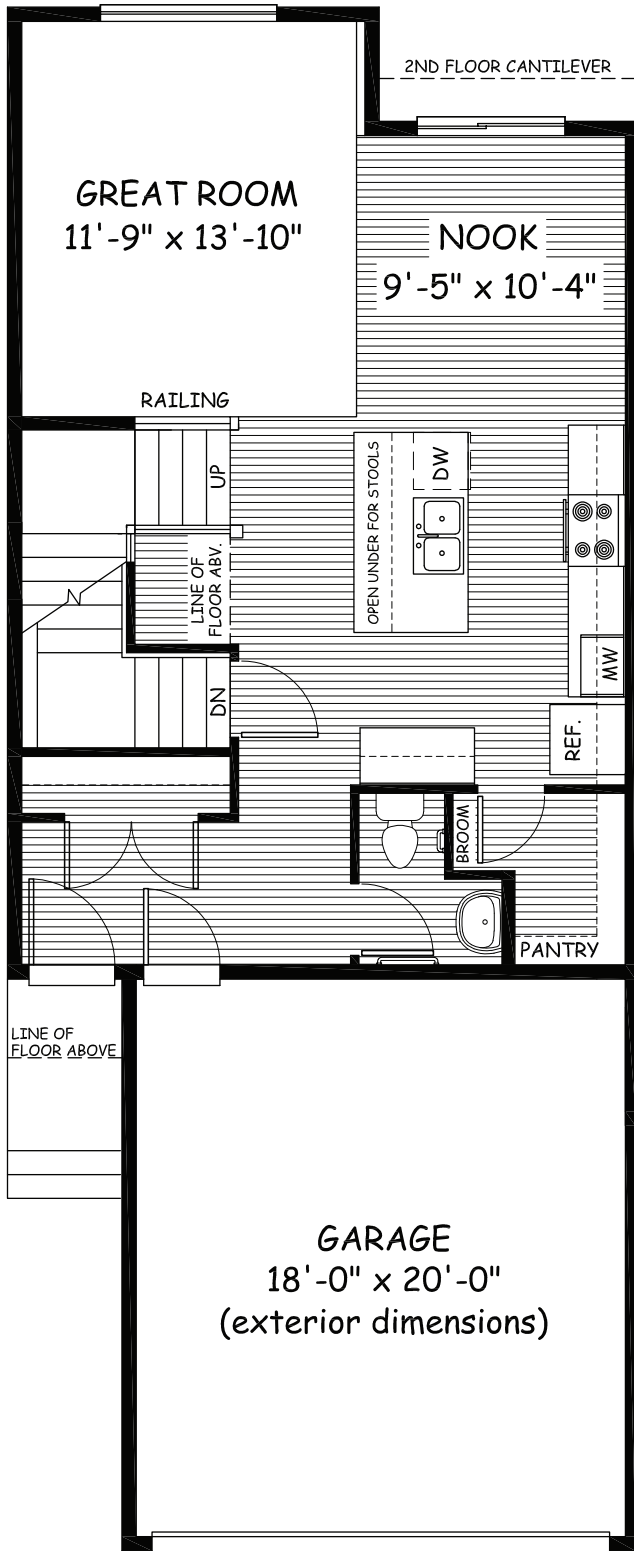 2ND FLOOR CANTILEVER
GREAT ROOM
11'-9" x 13'-10"
NOOK
9'-5" x 10'-4"
RAILING
UP
OPEN UNDER FOR STOOLS
DW
LINE OF
FLOOR ABV.
MW
DN
REF.
BROOM
PANTRY
LINE OF
FLOOR ABOVE
GARAGE
18'-0" x 20'-0"
(exterior dimensions)